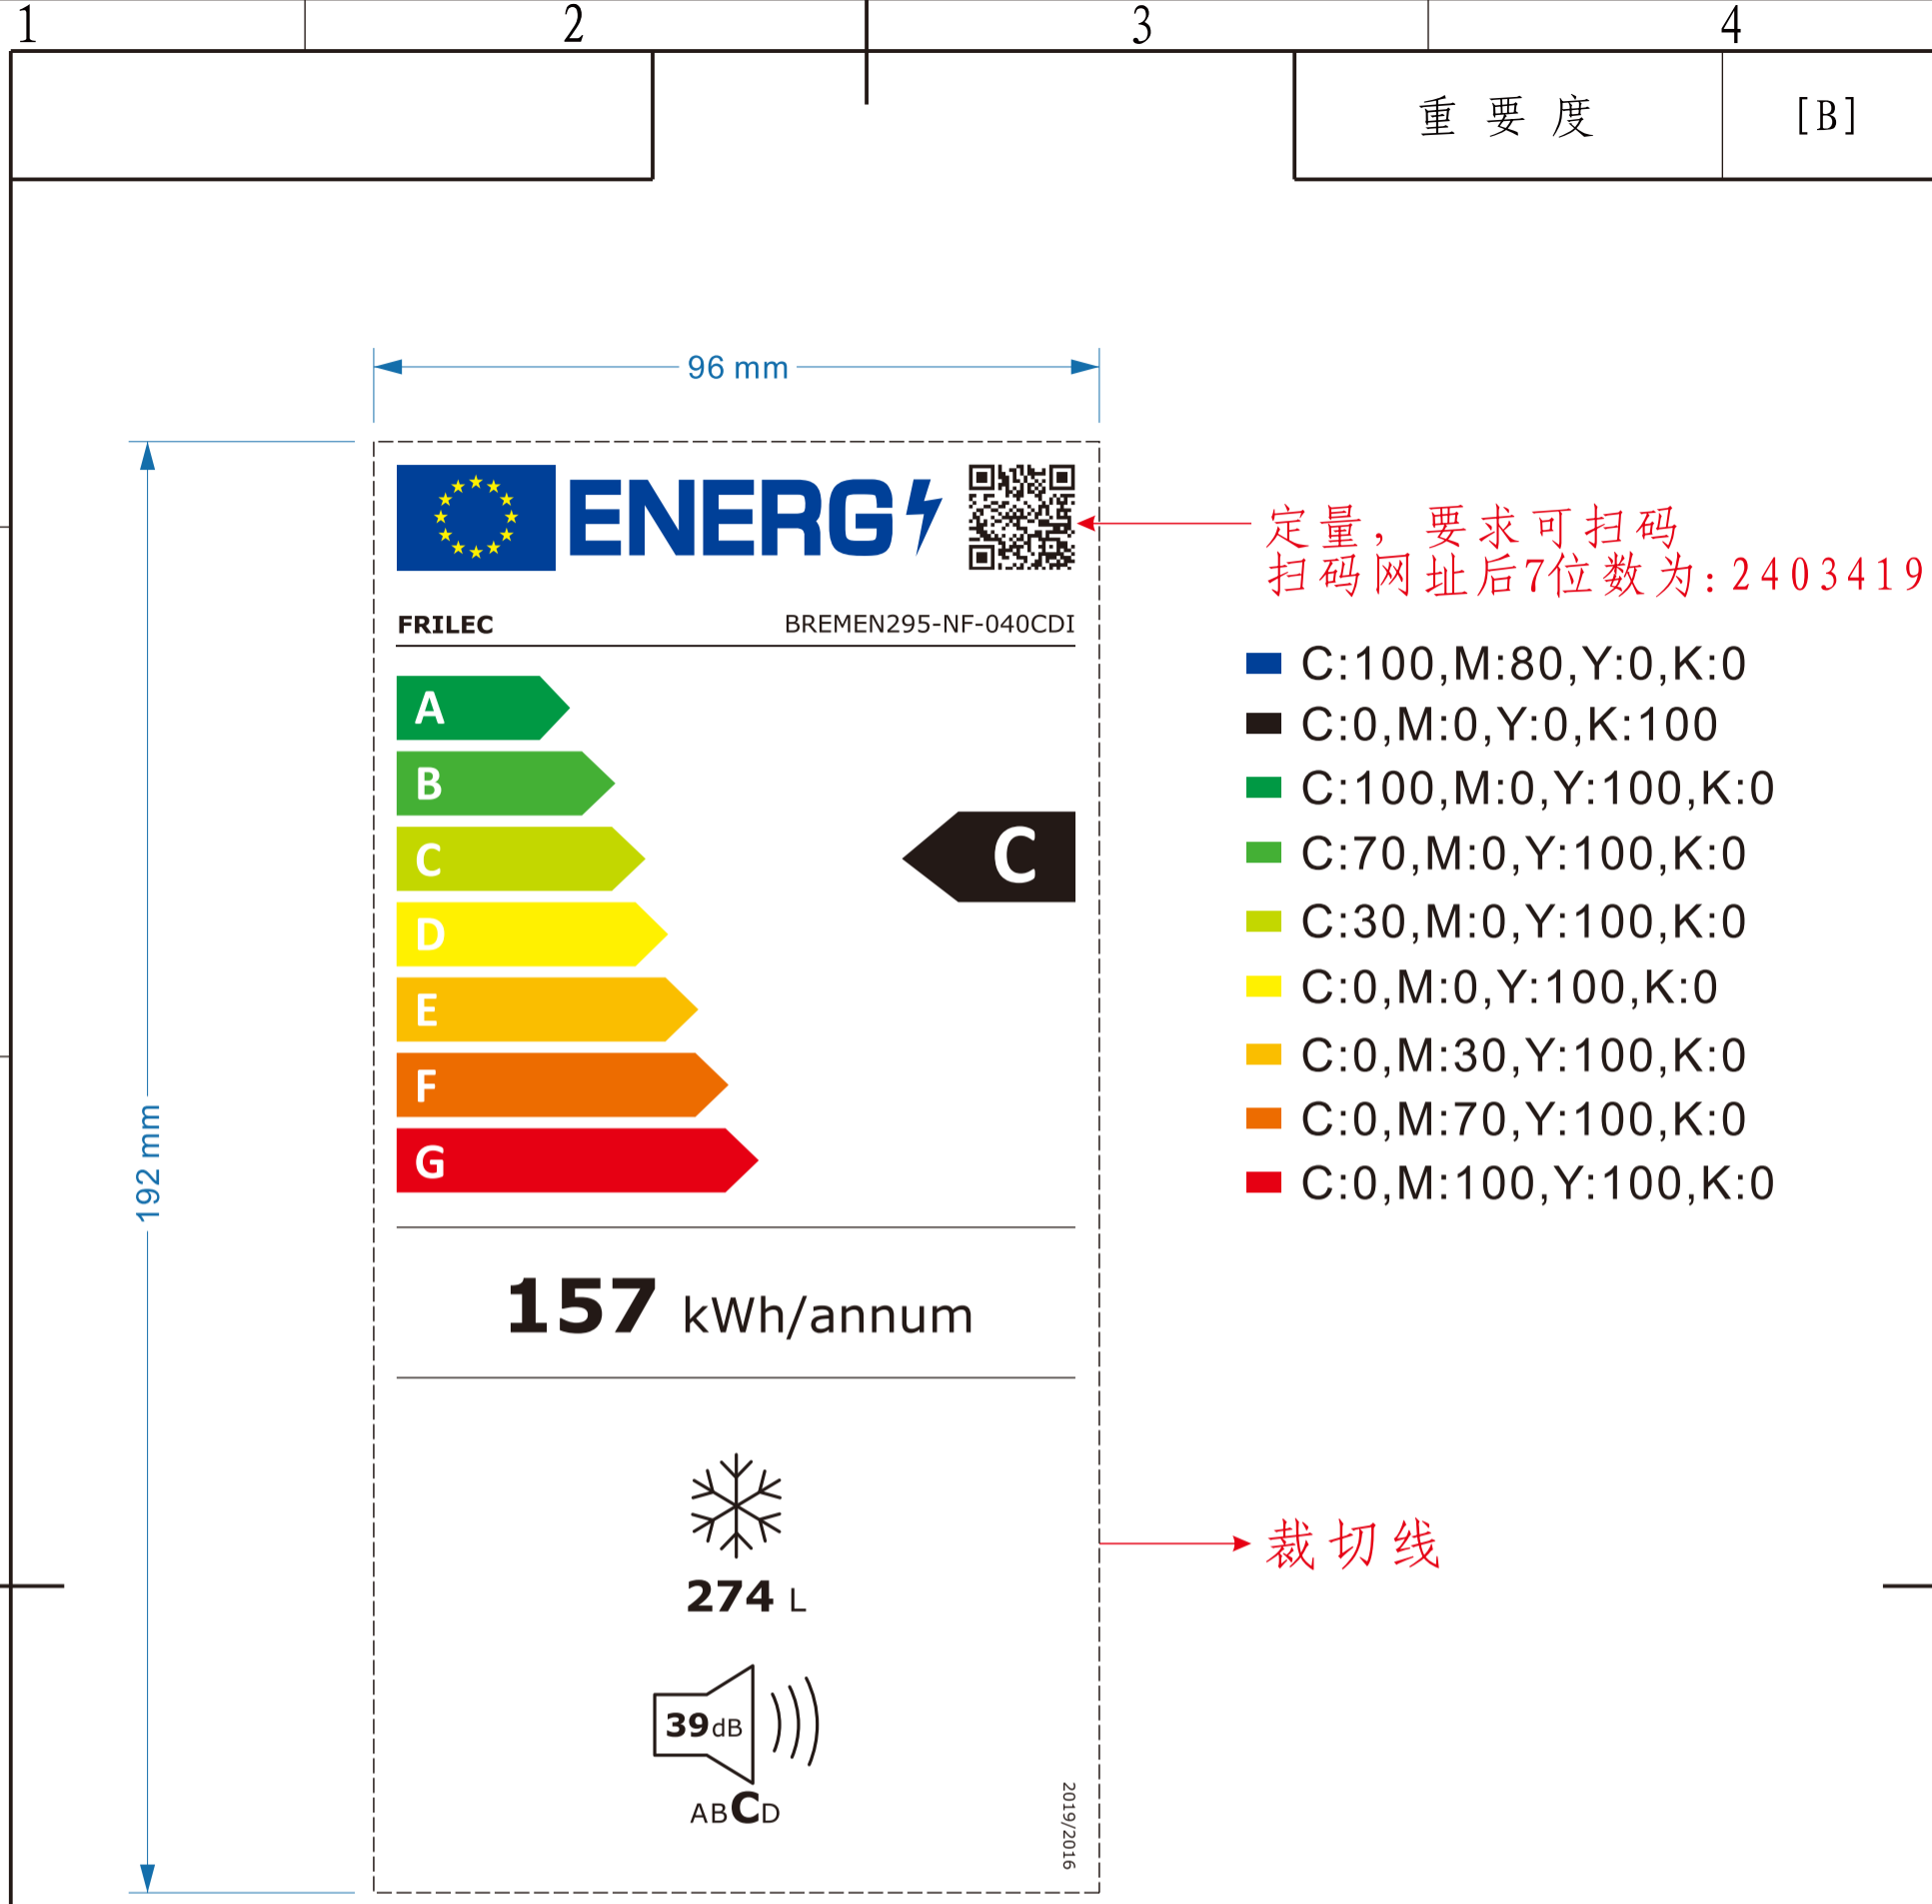 1 2 3 4
重要度 [B]
96 mm
192 mm
ENERG
定量，要求可扫码
扫码网址后7位数为:2403419
FRILEC BREMEN295-NF-040CDI
A
B
C
D
E
F
G
C
C:100,M:80,Y:0,K:0
C:0,M:0,Y:0,K:100
C:100,M:0,Y:100,K:0
C:70,M:0,Y:100,K:0
C:30,M:0,Y:100,K:0
C:0,M:0,Y:100,K:0
C:0,M:30,Y:100,K:0
C:0,M:70,Y:100,K:0
C:0,M:100,Y:100,K:0
157 kWh/annum
裁切线
274 L
39dB
ABCD
2019/2016